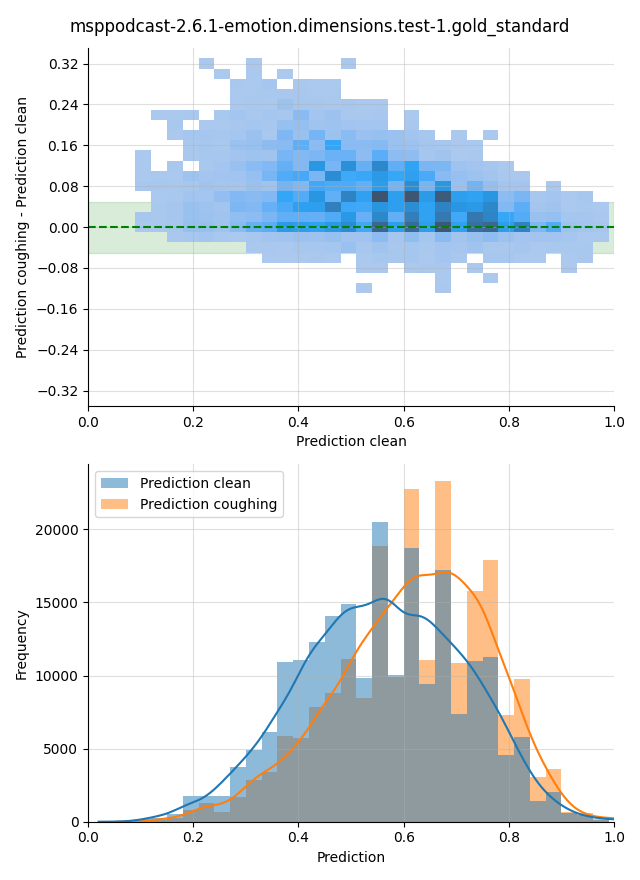 msppodcast-2.6.1-emotion.dimensions.test-1.gold_standard
Prediction coughing - Prediction clean
0.32
0.24
0.16
0.08
0.00
−0.08
−0.16
−0.24
−0.32
0.0 0.2 0.4 0.6 0.8 1.0
Prediction clean
Prediction clean
Prediction coughing
Frequency
20000
15000
10000
5000
0
0.0 0.2 0.4 0.6 0.8 1.0
Prediction